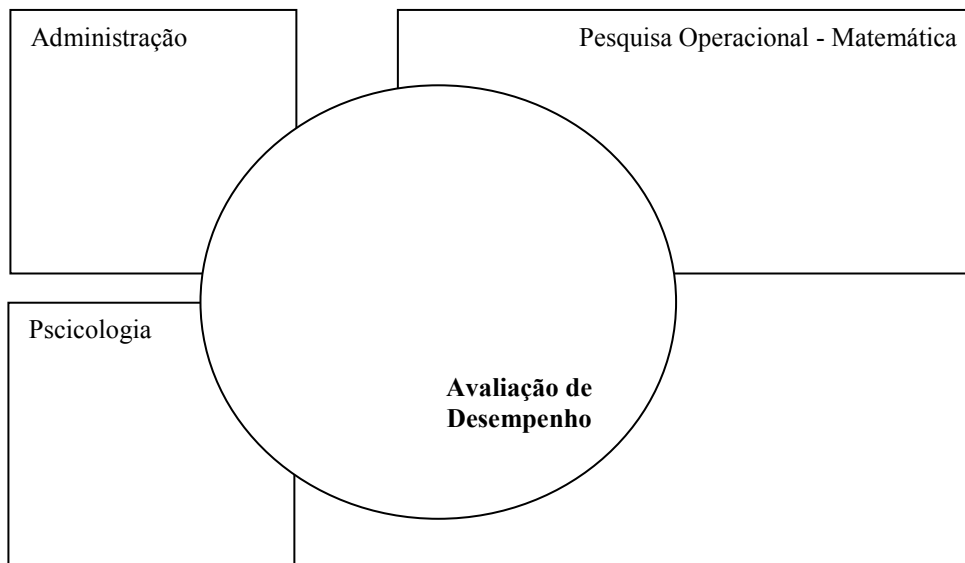 Administração
Pesquisa Operacional - Matemática
Pscicologia
Avaliação de
Desempenho